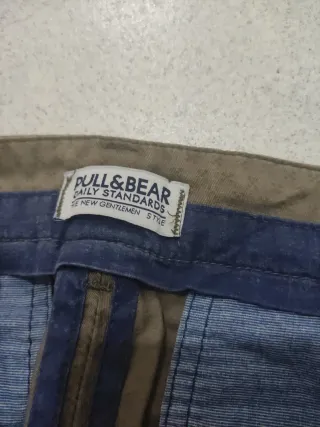 PULL&BEAR
DAILY STANDARDS
THE NEW GENTLEMEN STYLE